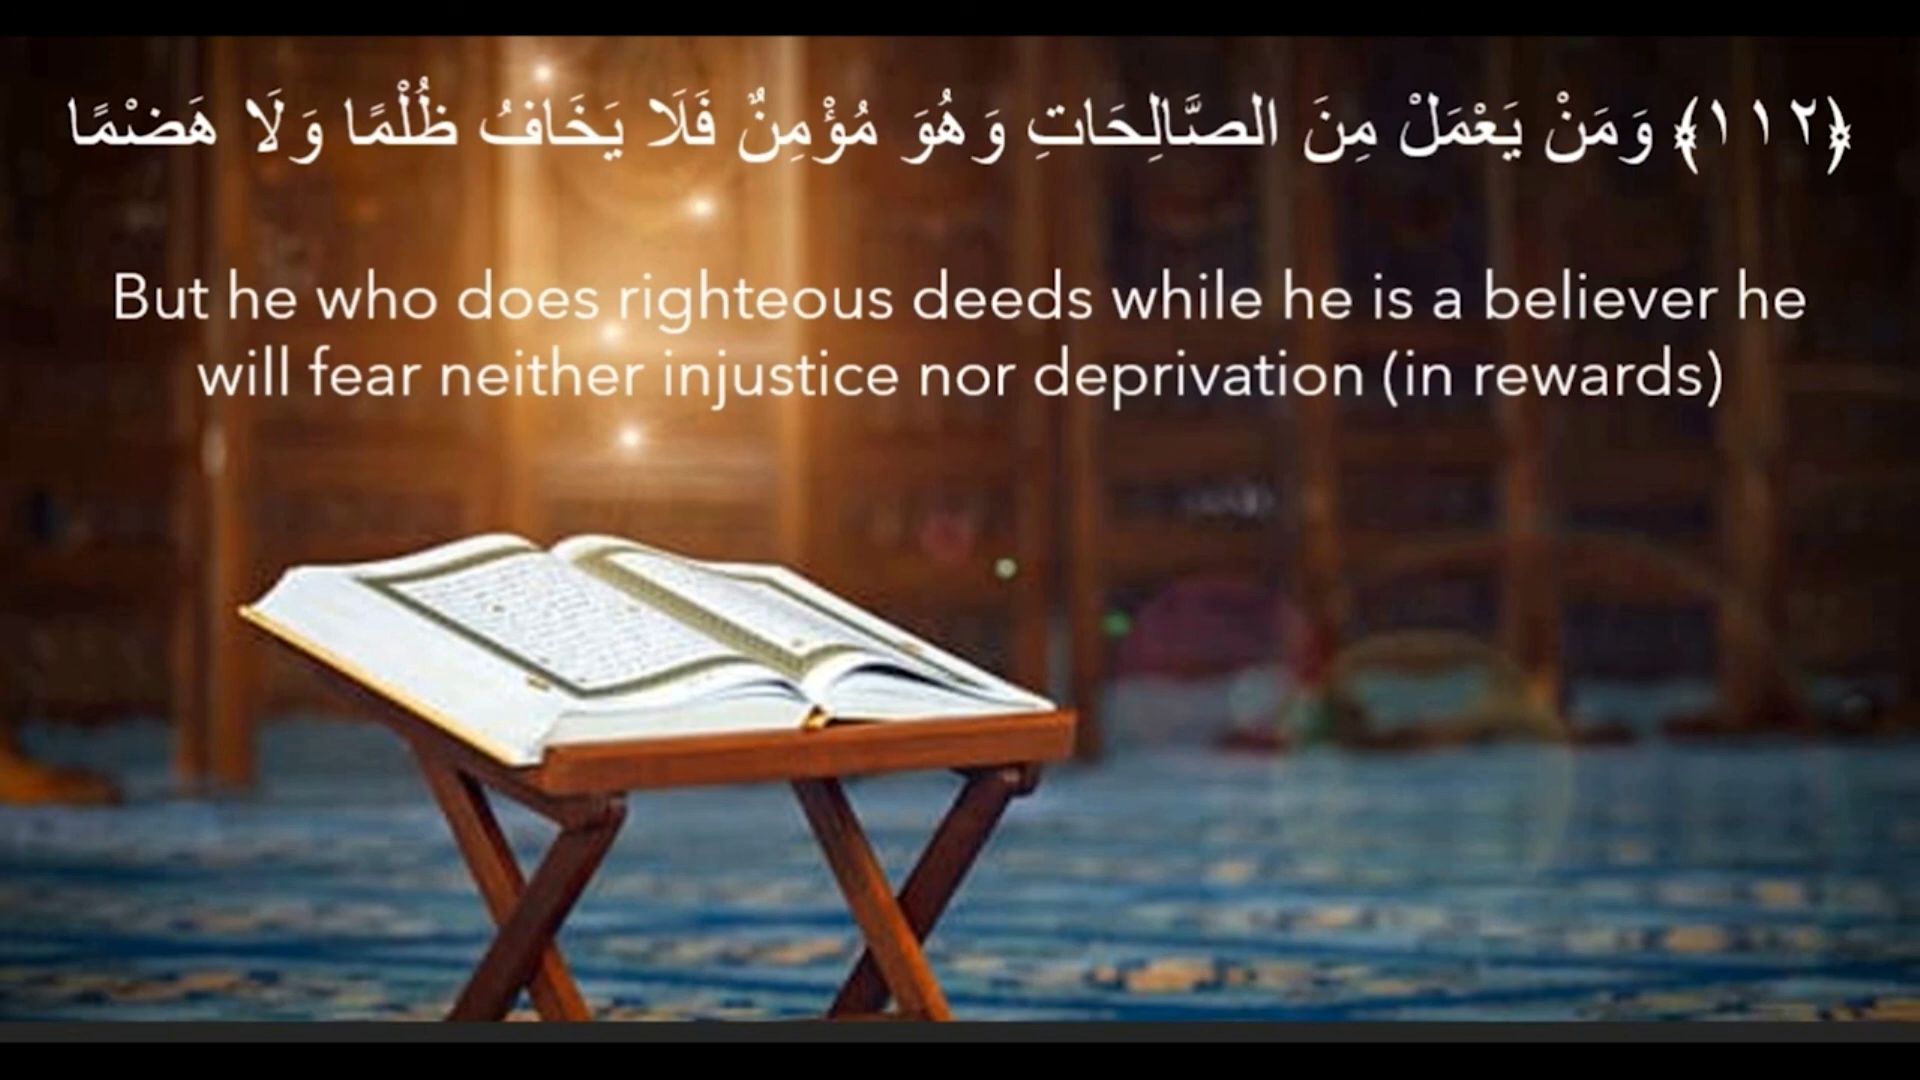 ﴿١١٢﴾ وَمَنْ يَعْمَلْ مِنَ الصَّالِحَاتِ وَهُوَ مُؤْمِنٌ فَلَا يَخَافُ ظُلْمًا وَلَا هَضْمًا
But he who does righteous deeds while he is a believer he
will fear neither injustice nor deprivation (in rewards)